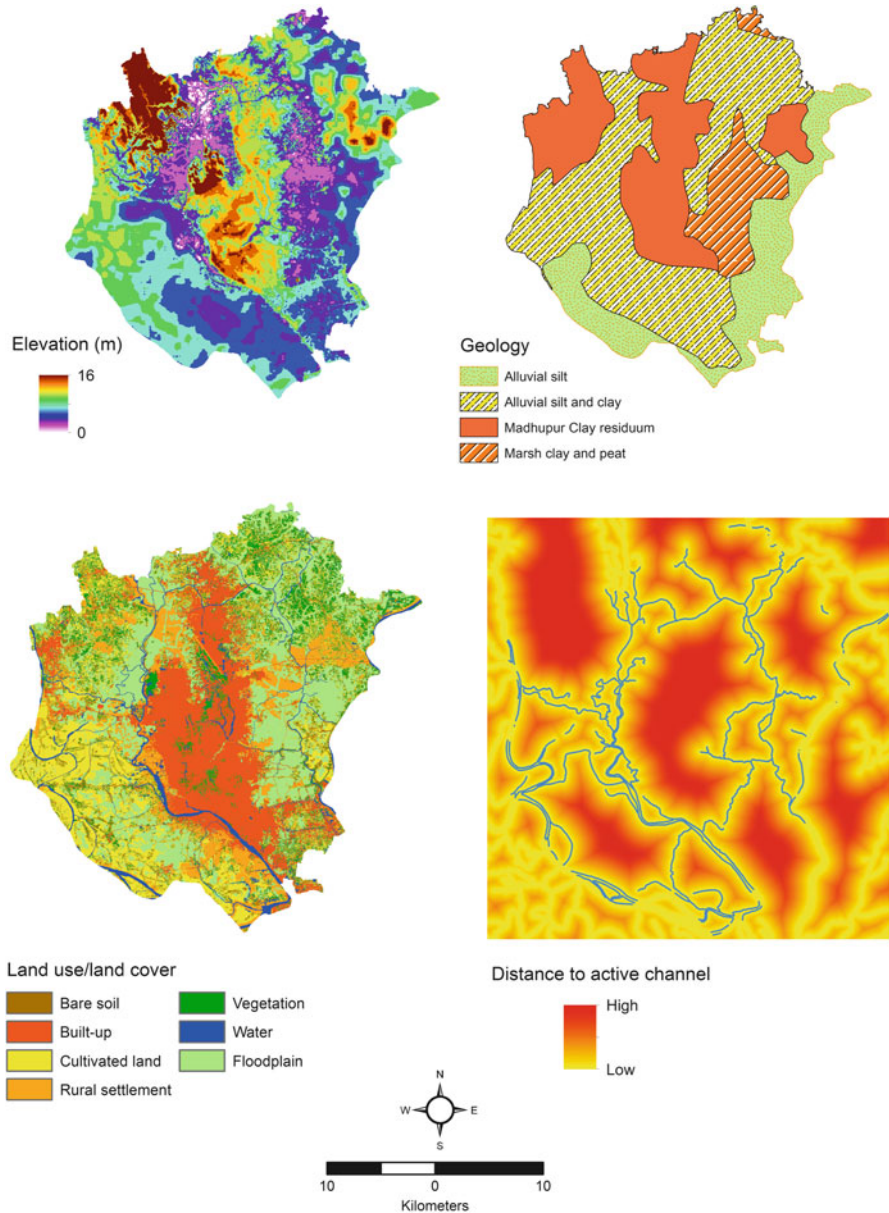 Elevation (m)
16
0
Geology
Alluvial silt
Alluvial silt and clay
Madhupur Clay residuum
Marsh clay and peat
Land use/land cover
Bare soil
Built-up
Cultivated land
Rural settlement
Vegetation
Water
Floodplain
Distance to active channel
High
Low
N
W E
S
10 0 10
Kilometers